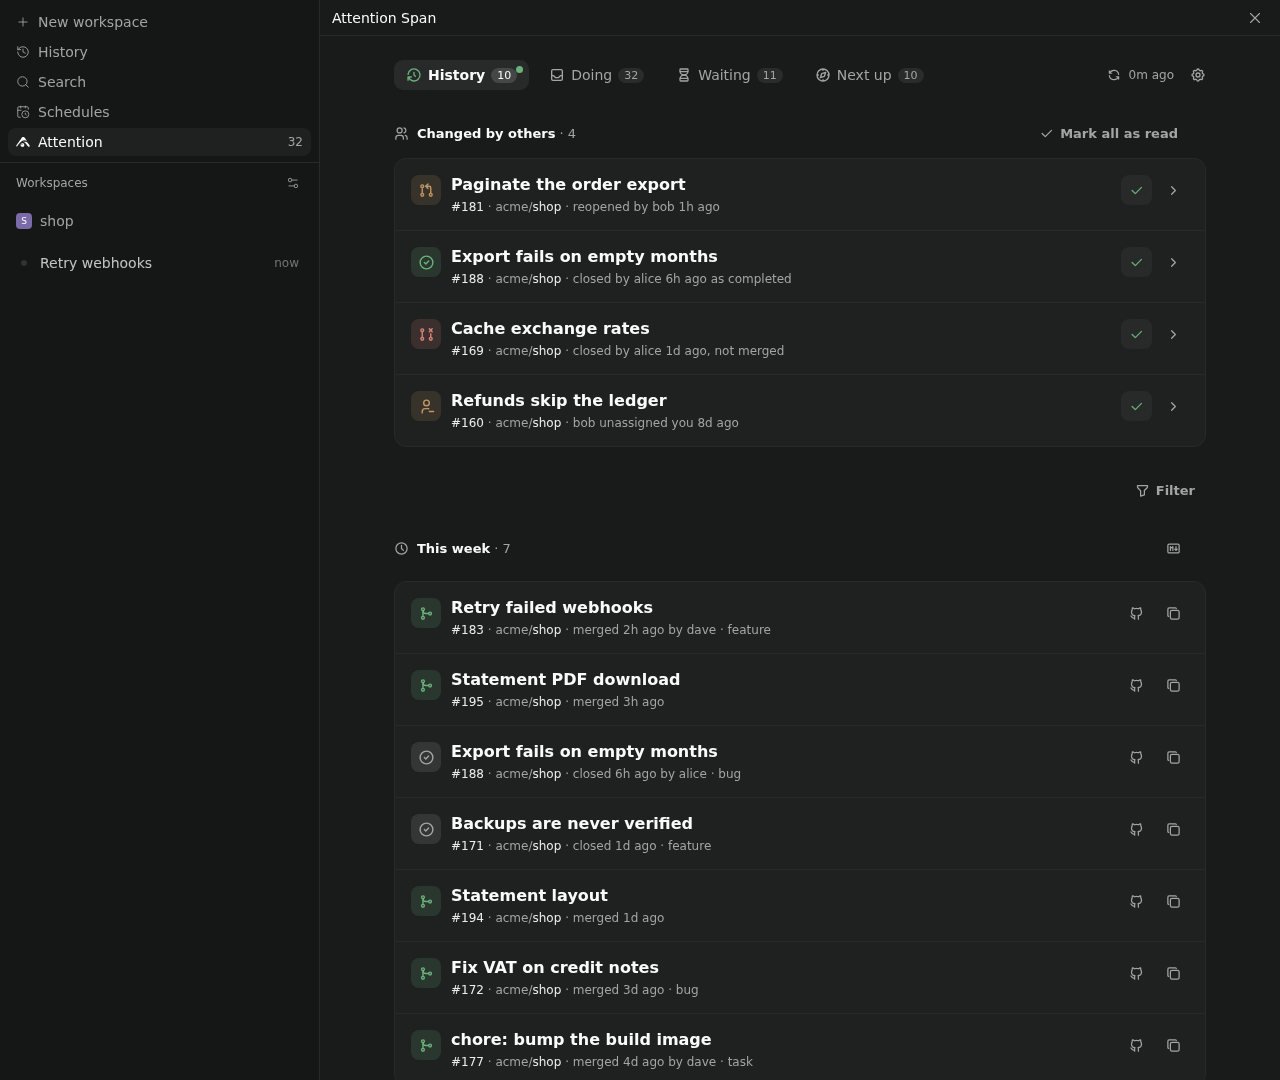 New workspace
History
Search
Schedules
Attention 32
Workspaces
S shop
Retry webhooks now
Attention Span
History 10
Doing 32
Waiting 11
Next up 10
0m ago
Changed by others · 4
Mark all as read
Paginate the order export
#181 · acme/shop · reopened by bob 1h ago
Export fails on empty months
#188 · acme/shop · closed by alice 6h ago as completed
Cache exchange rates
#169 · acme/shop · closed by alice 1d ago, not merged
Refunds skip the ledger
#160 · acme/shop · bob unassigned you 8d ago
Filter
This week · 7
Retry failed webhooks
#183 · acme/shop · merged 2h ago by dave · feature
Statement PDF download
#195 · acme/shop · merged 3h ago
Export fails on empty months
#188 · acme/shop · closed 6h ago by alice · bug
Backups are never verified
#171 · acme/shop · closed 1d ago · feature
Statement layout
#194 · acme/shop · merged 1d ago
Fix VAT on credit notes
#172 · acme/shop · merged 3d ago · bug
chore: bump the build image
#177 · acme/shop · merged 4d ago by dave · task